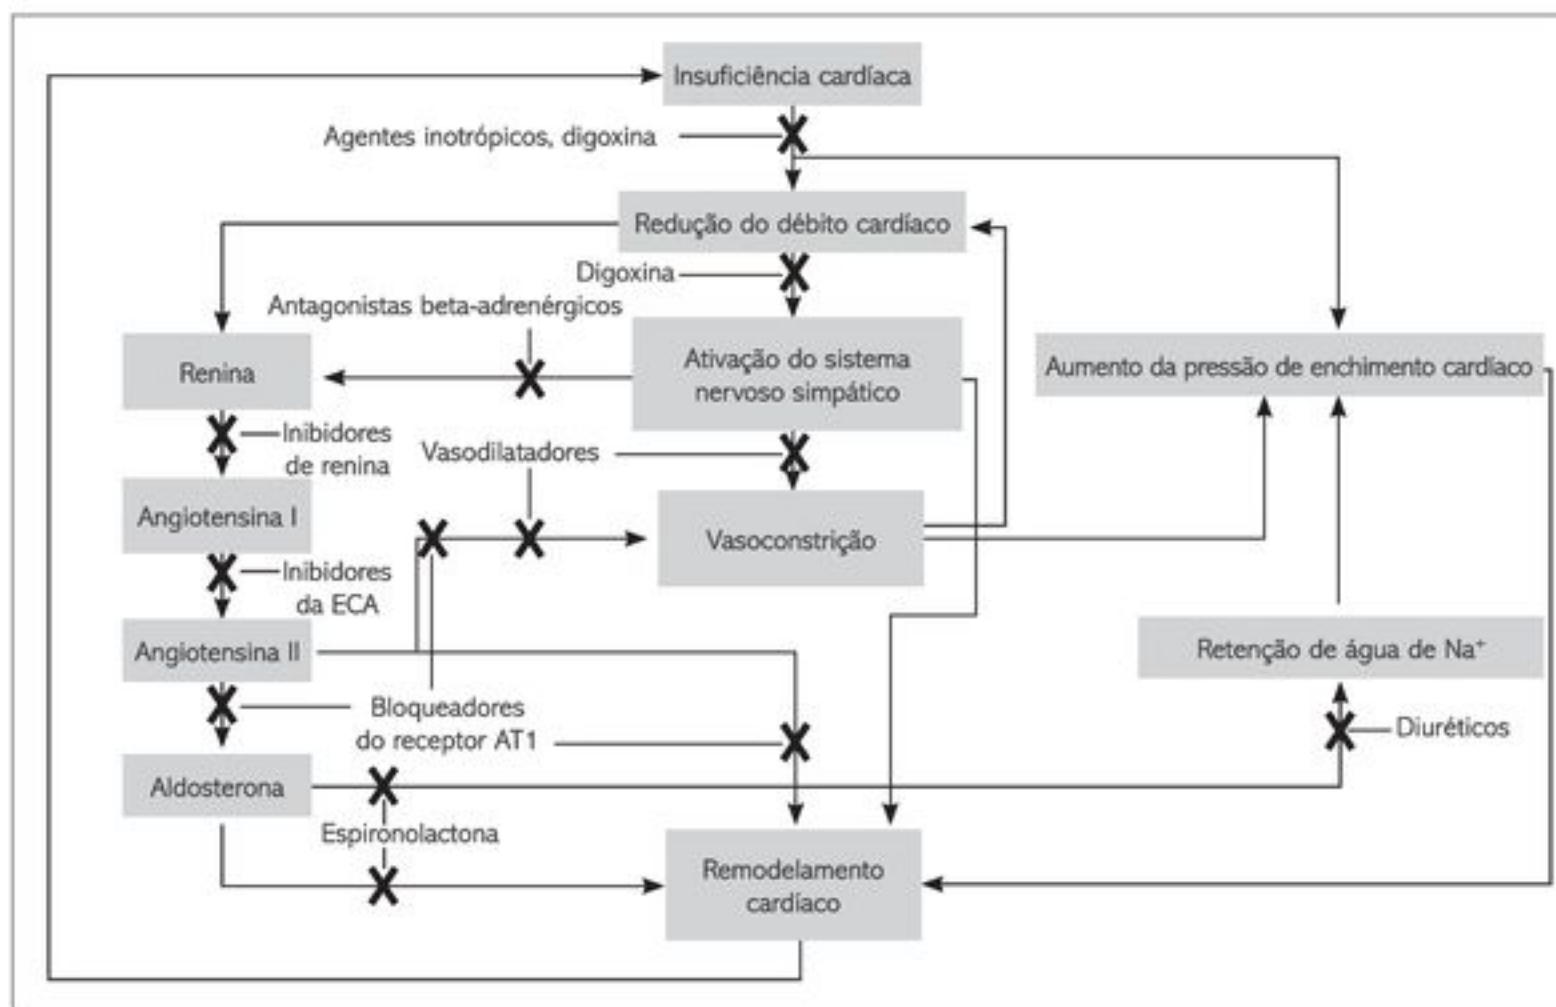 Insuficiência cardíaca
Agentes inotrópicos, digoxina
Redução do débito cardíaco
Digoxina
Antagonistas beta-adrenérgicos
Renina
Ativação do sistema
nervoso simpático
Aumento da pressão de enchimento cardíaco
Inibidores
de renina
Vasodilatadores
Angiotensina I
Vasoconstrição
Inibidores
da ECA
Angiotensina II
Retenção de água de Na⁺
Bloqueadores
do receptor AT1
Diuréticos
Aldosterona
Espironolactona
Remodelamento
cardíaco